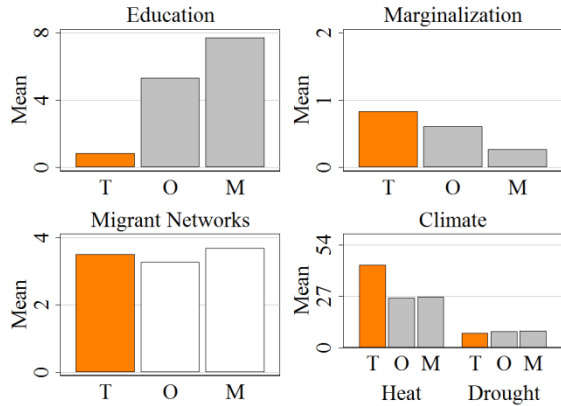 Education
Mean
8
4
0
T O M
Marginalization
Mean
2
1
0
T O M
Migrant Networks
Mean
4
2
0
T O M
Climate
Mean
54
27
0
T O M T O M
Heat Drought